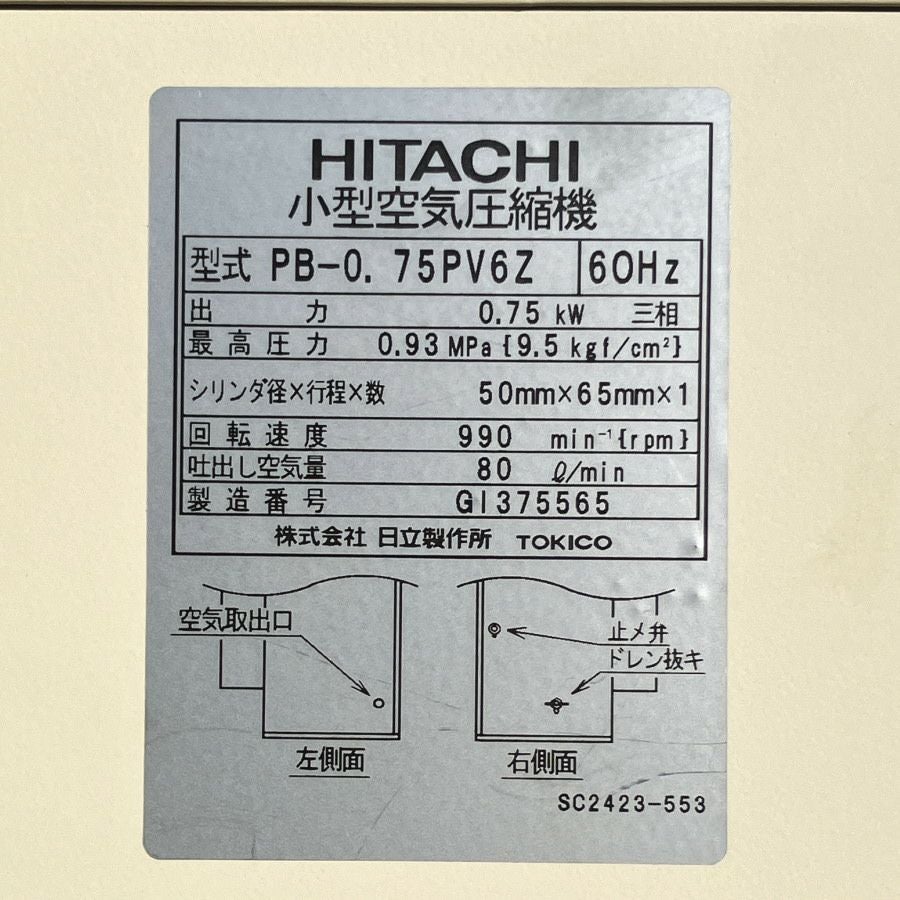 HITACHI
小型空気圧縮機
型式 PB-0.75PV6Z 60Hz
出力 0.75 kW 三相
最高圧力 0.93 MPa {9.5 kgf/cm²}
シリンダ径×行程×数 50mm×65mm×1
回転速度 990 min⁻¹{rpm}
吐出し空気量 80 ℓ/min
製造番号 GI375565
株式会社 日立製作所 TOKICO
空気取出口
止メ弁
ドレン抜キ
左側面 右側面
SC2423-553